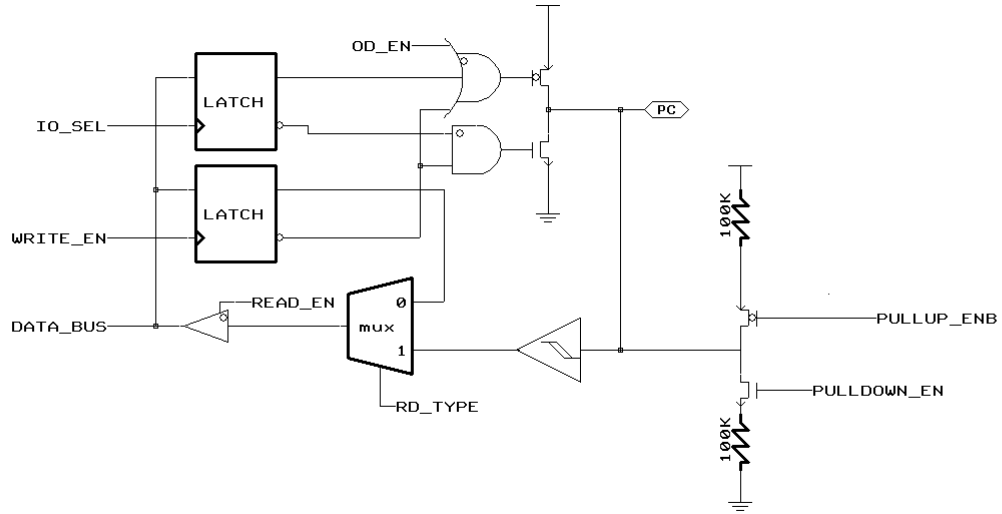 OD_EN
LATCH
PC
IO_SEL
100K
LATCH
WRITE_EN
READ_EN
0
PULLUP_ENB
DATA_BUS
mux
1
PULLDOWN_EN
RD_TYPE
100K